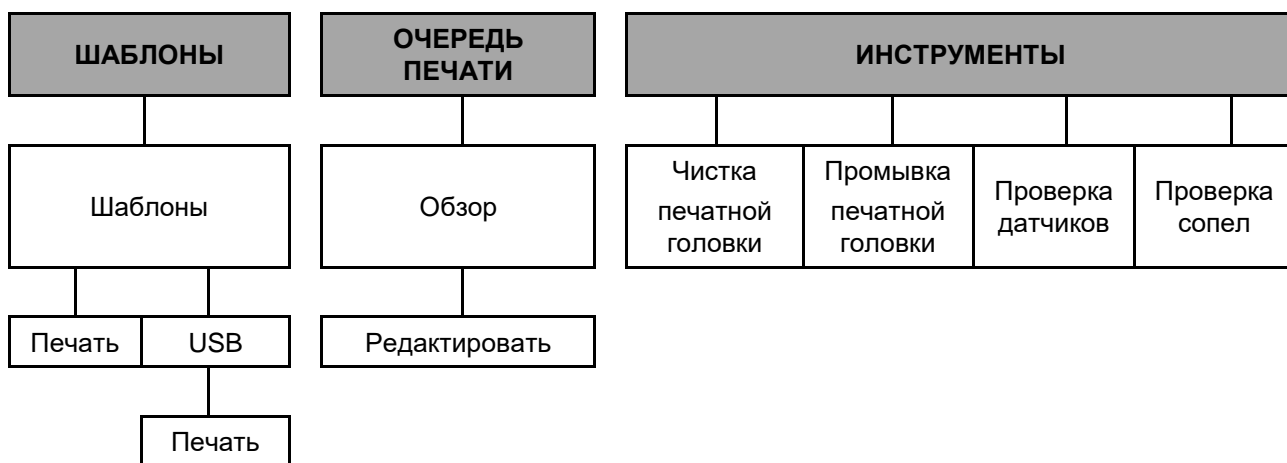 ШАБЛОНЫ
ОЧЕРЕДЬ
ПЕЧАТИ
ИНСТРУМЕНТЫ
Шаблоны
Обзор
Чистка
печатной
головки
Промывка
печатной
головки
Проверка
датчиков
Проверка
сопел
Печать
USB
Редактировать
Печать